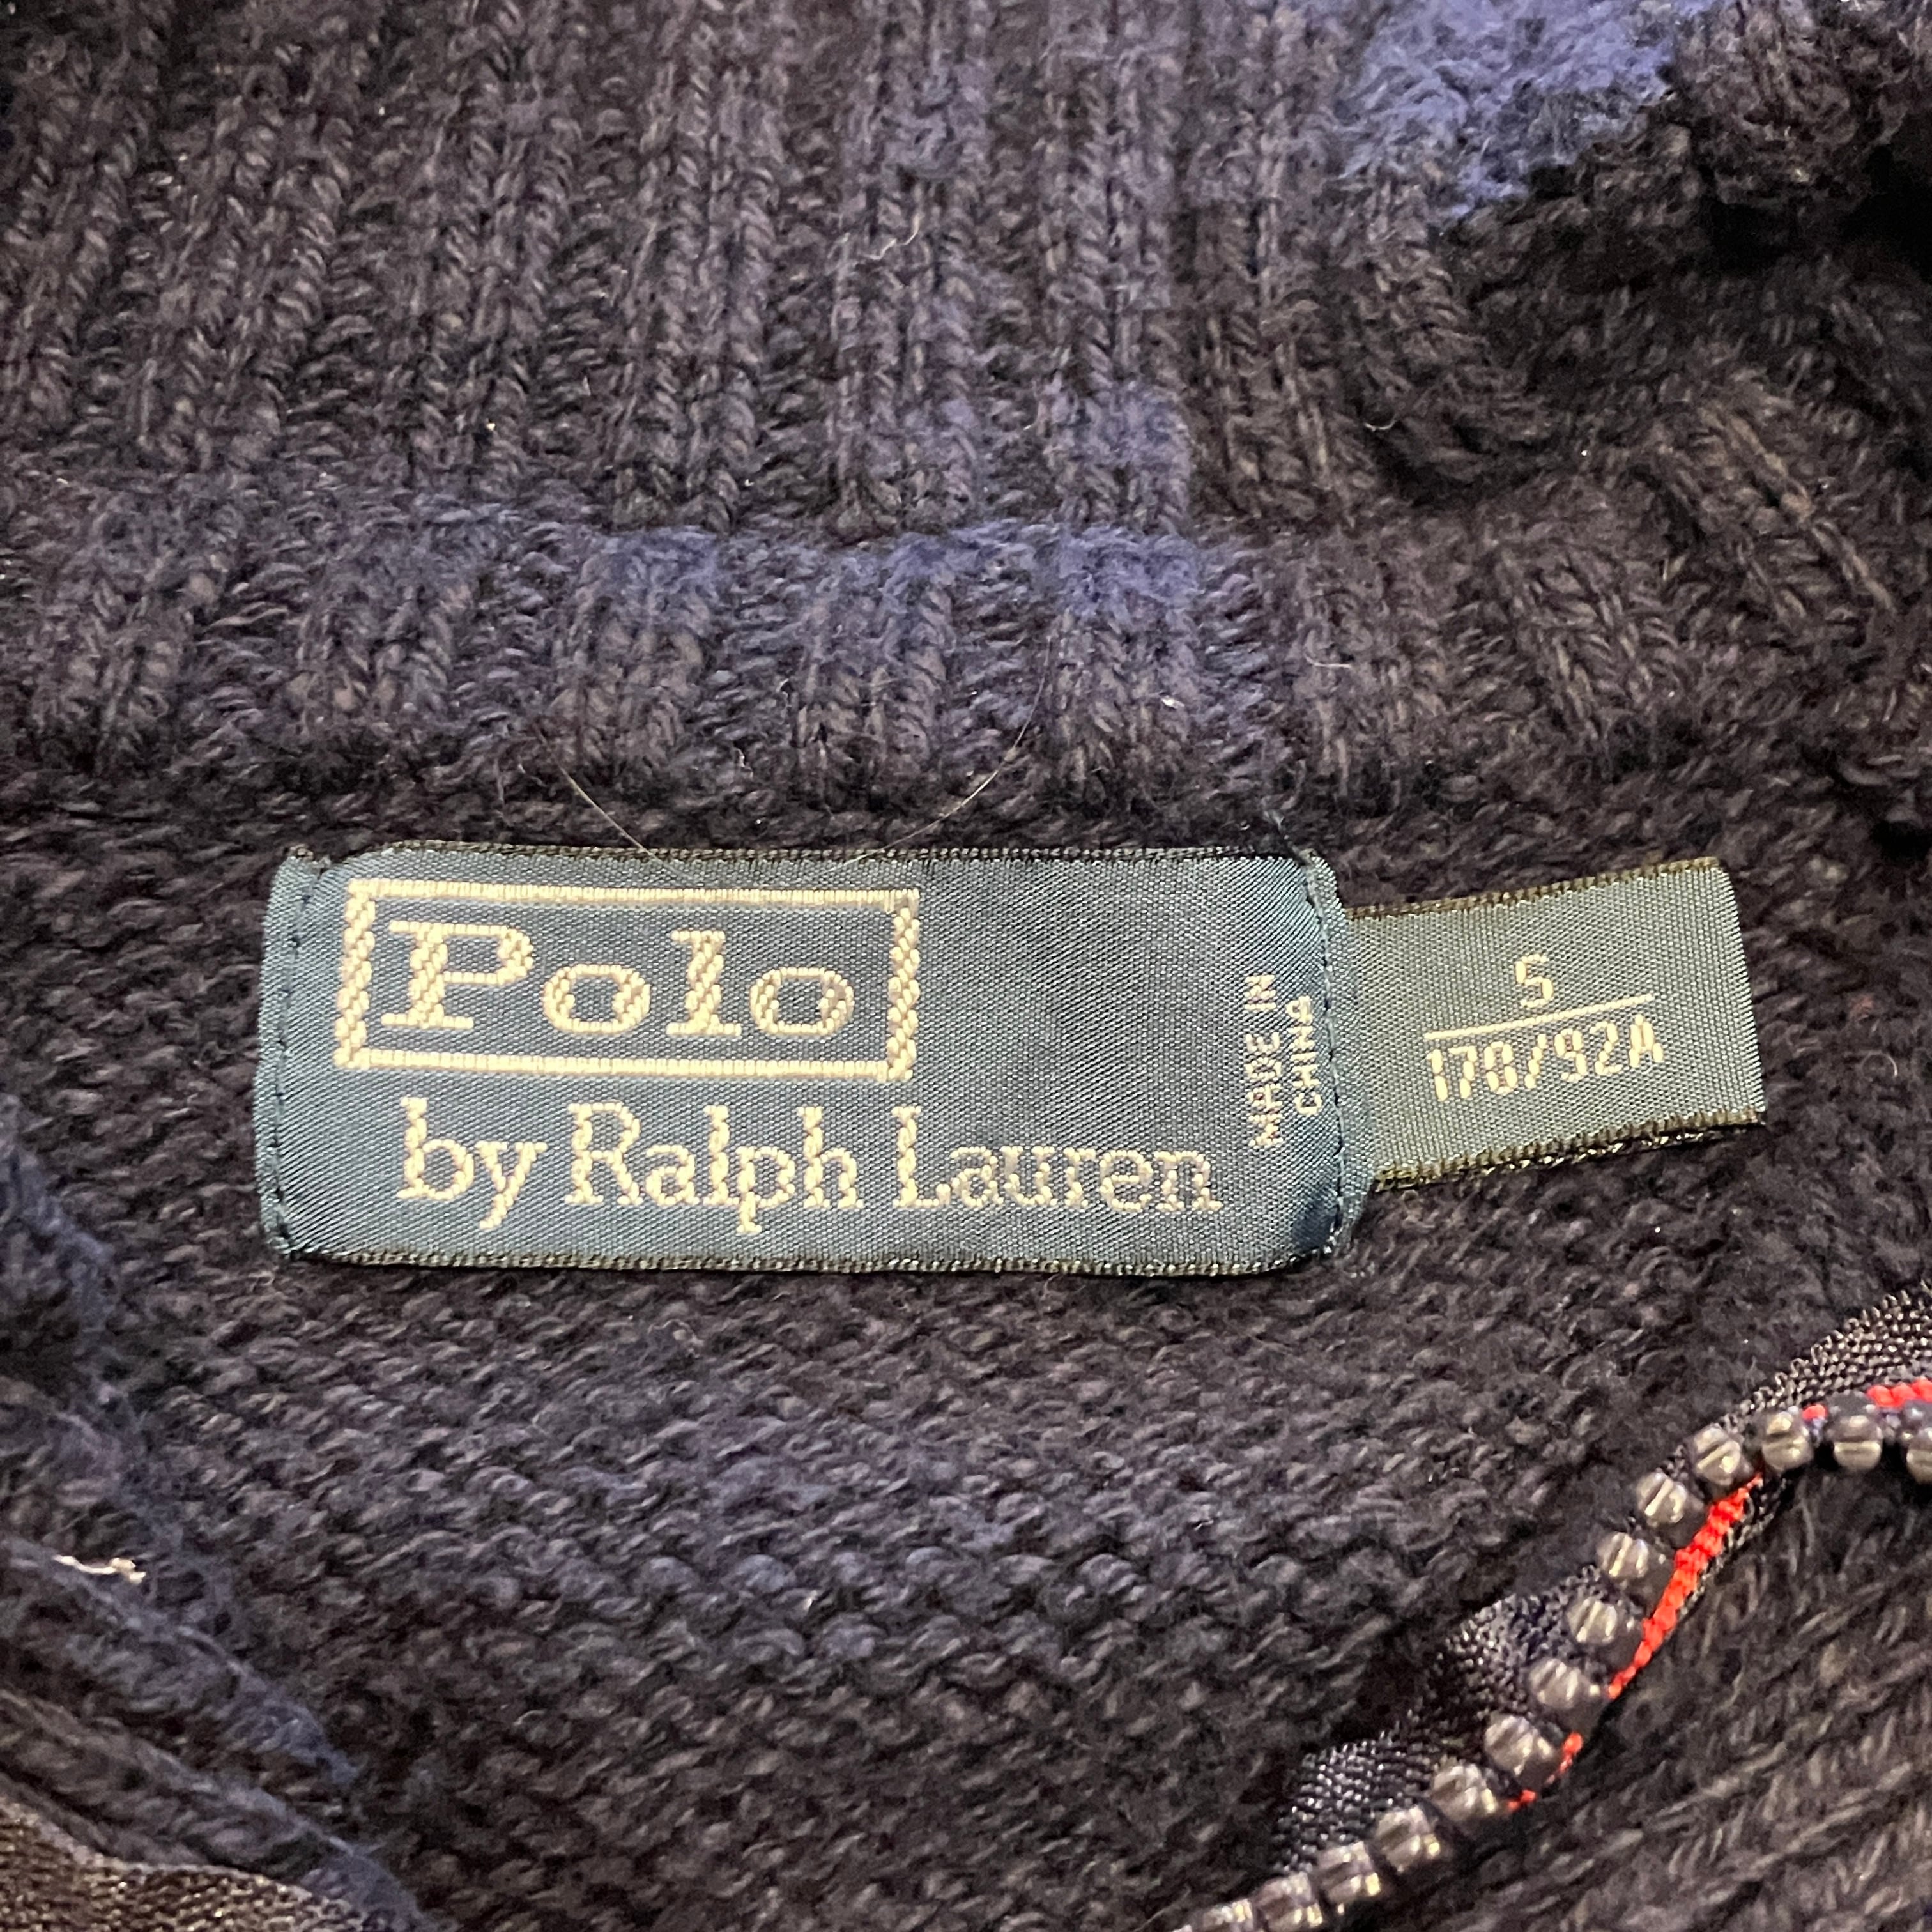 Polo
by Ralph Lauren
MADE IN
CHINA
S
170/92A